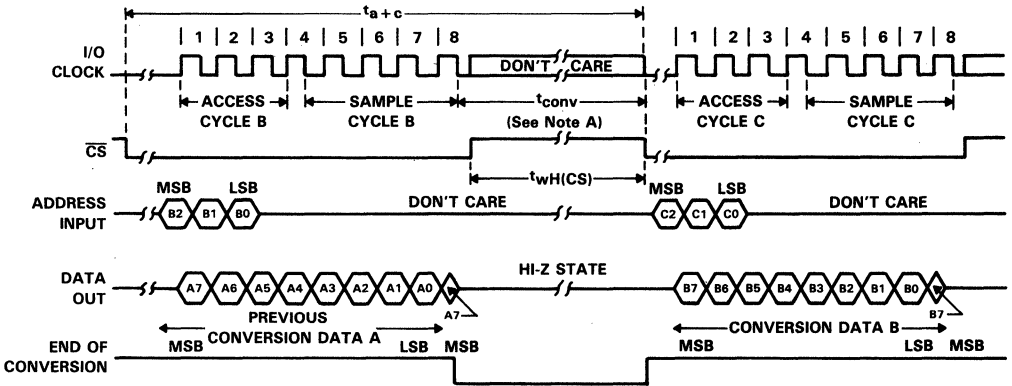 ta+c
1 2 3 4 5 6 7 8 1 2 3 4 5 6 7 8
I/O CLOCK
DON'T CARE
ACCESS CYCLE B
SAMPLE CYCLE B
tconv
(See Note A)
ACCESS CYCLE C
SAMPLE CYCLE C
CS
twH(CS)
MSB LSB MSB LSB
ADDRESS INPUT
B2 B1 B0
DON'T CARE
C2 C1 C0
DON'T CARE
DATA OUT
A7 A6 A5 A4 A3 A2 A1 A0
A7
HI-Z STATE
B7 B6 B5 B4 B3 B2 B1 B0
B7
PREVIOUS CONVERSION DATA A
CONVERSION DATA B
MSB LSB MSB MSB LSB MSB
END OF CONVERSION